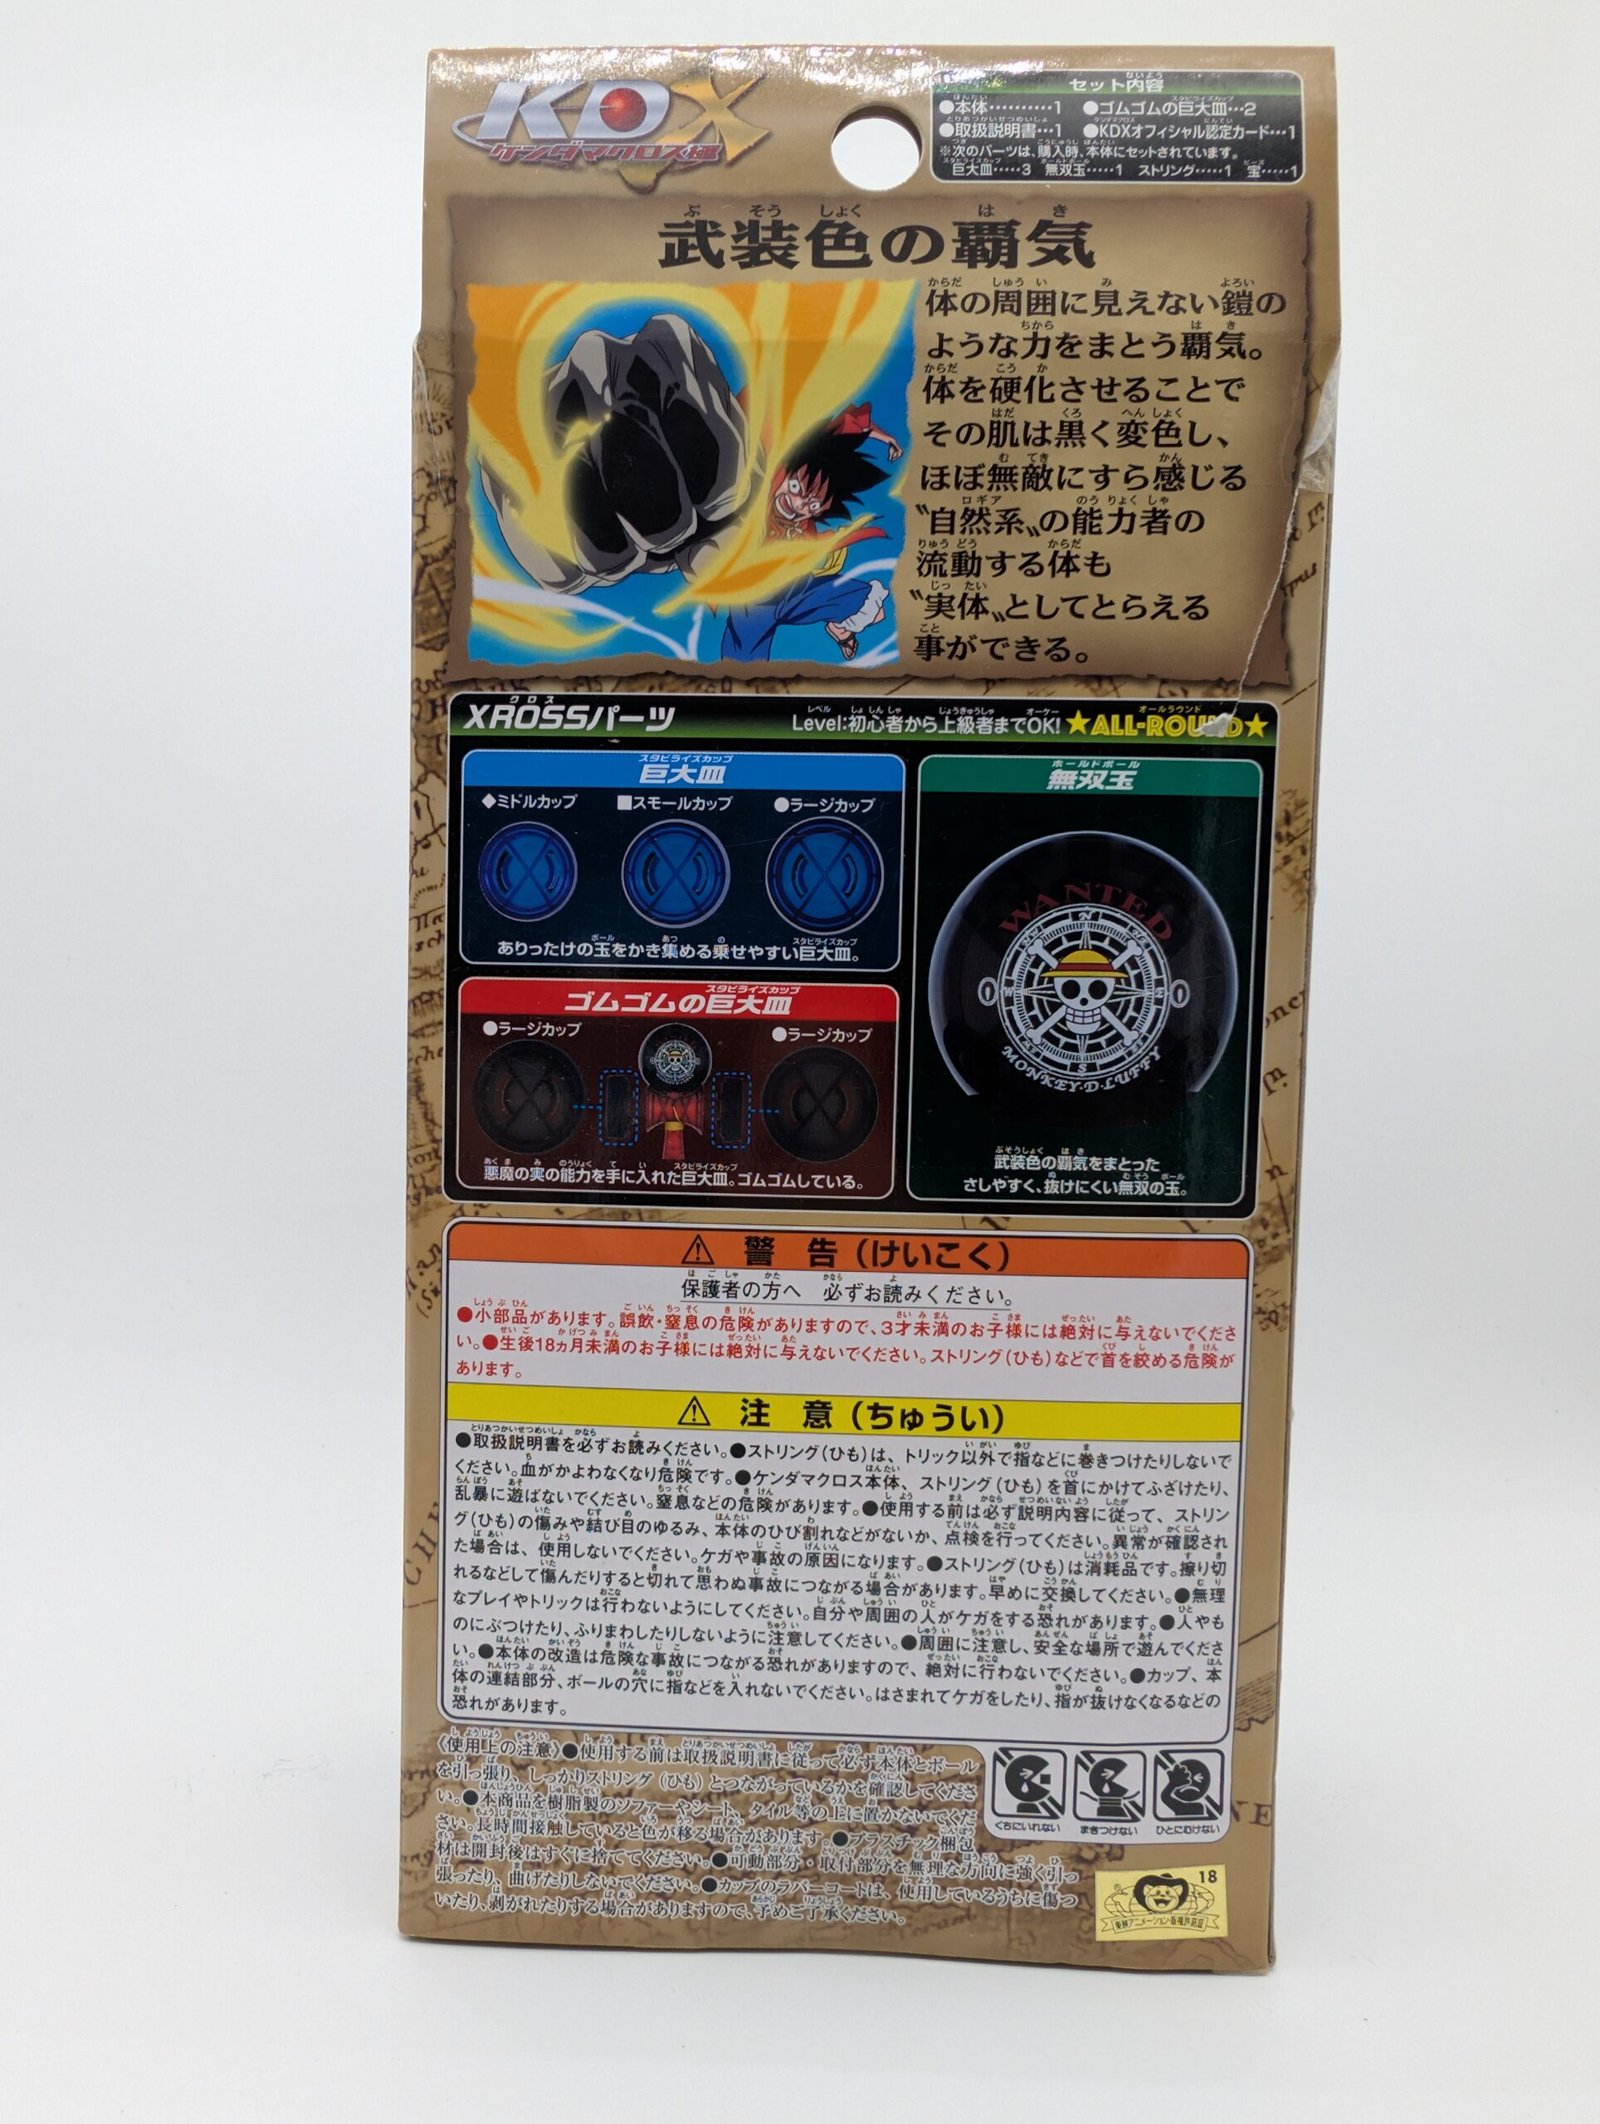 KDX
ケンダマクロス極
セット内容
●本体…………1 ●ゴムゴムの巨大皿…2
●取扱説明書…1 ●KDXオフィシャル認定カード…1
※次のパーツは、購入時、本体にセットされています。
巨大皿……3 無双玉……1 ストリング……1 宝……1
武装色の覇気
体の周囲に見えない鎧の
ような力をまとう覇気。
体を硬化させることで
その肌は黒く変色し、
ほぼ無敵にすら感じる
〝自然系〟の能力者の
流動する体も
〝実体〟としてとらえる
事ができる。
XROSSパーツ
Level:初心者から上級者までOK! ★ALL-ROUND★
巨大皿
◆ミドルカップ ■スモールカップ ●ラージカップ
ありったけの玉をかき集める乗せやすい巨大皿。
ゴムゴムの巨大皿
●ラージカップ ●ラージカップ
悪魔の実の能力を手に入れた巨大皿。ゴムゴムしている。
無双玉
WANTED
MONKEY·D·LUFFY
武装色の覇気をまとった
さしやすく、抜けにくい無双の玉。
⚠ 警 告(けいこく)
保護者の方へ 必ずお読みください。
●小部品があります。誤飲・窒息の危険がありますので、3才未満のお子様には絶対に与えないでくださ
い。●生後18ヵ月未満のお子様には絶対に与えないでください。ストリング(ひも)などで首を絞める危険が
あります。
⚠ 注 意(ちゅうい)
●取扱説明書を必ずお読みください。●ストリング(ひも)は、トリック以外で指などに巻きつけたりしないで
ください。血がかよわなくなり危険です。●ケンダマクロス本体、ストリング(ひも)を首にかけてふざけたり、
乱暴に遊ばないでください。窒息などの危険があります。●使用する前は必ず説明内容に従って、ストリン
グ(ひも)の傷みや結び目のゆるみ、本体のひび割れなどがないか、点検を行ってください。異常が確認され
た場合は、使用しないでください。ケガや事故の原因になります。●ストリング(ひも)は消耗品です。擦り切
れるなどして傷んだりすると切れて思わぬ事故につながる場合があります。早めに交換してください。●無理
なプレイやトリックは行わないようにしてください。自分や周囲の人がケガをする恐れがあります。●人やも
のにぶつけたり、ふりまわしたりしないように注意してください。●周囲に注意し、安全な場所で遊んでくださ
い。●本体の改造は危険な事故につながる恐れがありますので、絶対に行わないでください。●カップ、本
体の連結部分、ボールの穴に指などを入れないでください。はさまれてケガをしたり、指が抜けなくなるなどの
恐れがあります。
《使用上の注意》●使用する前は取扱説明書に従って必ず本体とボール
を引っ張り、しっかりストリング(ひも)とつながっているかを確認してくださ
い。●本商品を樹脂製のソファーやシート、タイル等の上に置かないでくだ
さい。長時間接触していると色が移る場合があります。●プラスチック梱包
材は開封後はすぐに捨ててください。●可動部分・取付部分を無理な方向に強く引っ
張ったり、曲げたりしないでください。●カップのラバーコートは、使用しているうちに傷つ
いたり、剥がれたりする場合がありますので、予めご了承ください。
くちにいれない まきつけない ひとにむけない
18
東映アニメーション・版権許諾証